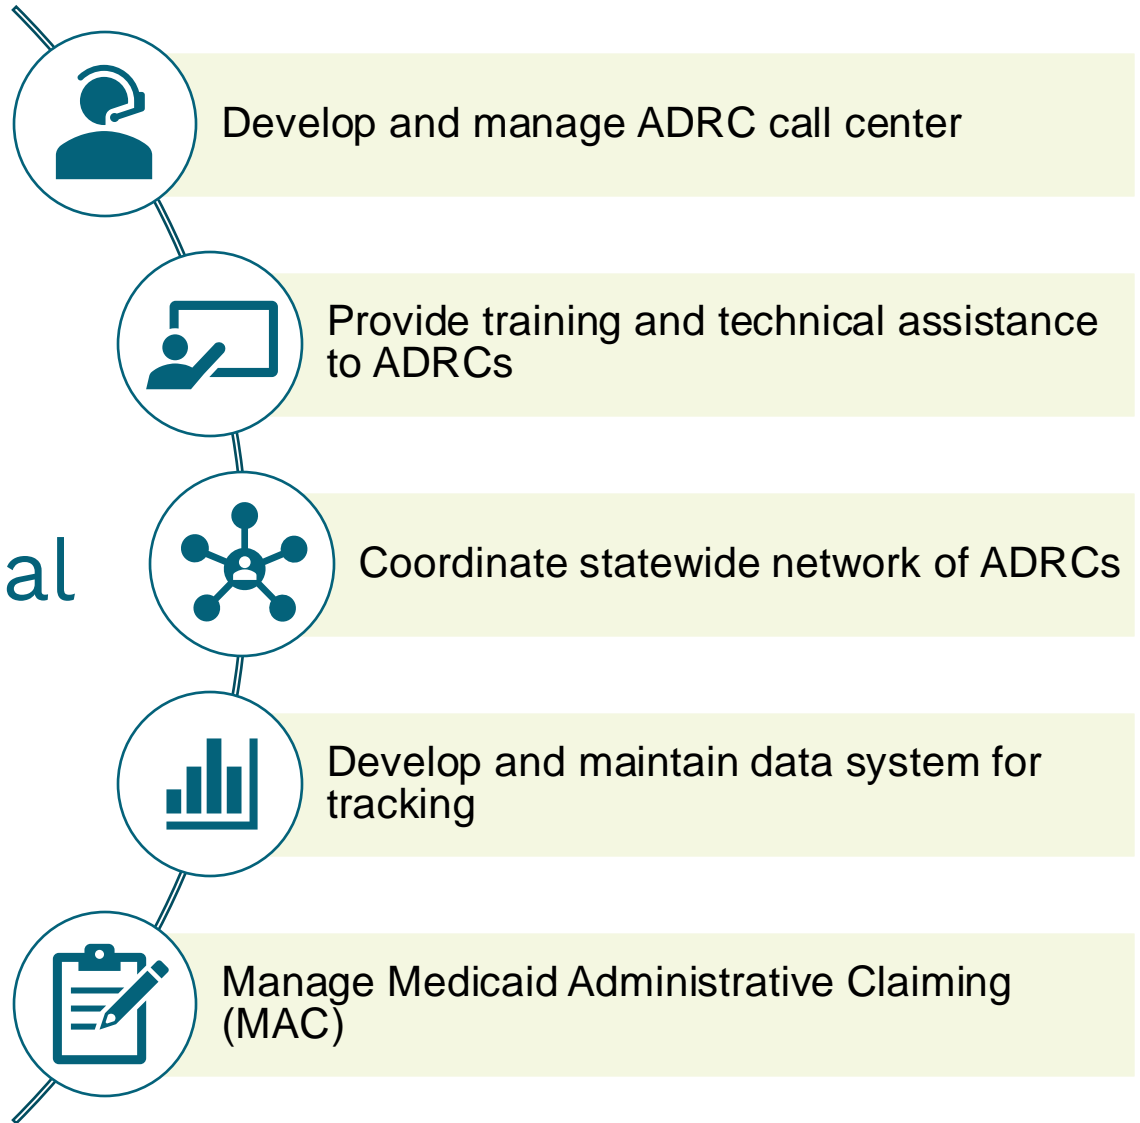 Develop and manage ADRC call center
Provide training and technical assistance
to ADRCs
al
Coordinate statewide network of ADRCs
Develop and maintain data system for
tracking
Manage Medicaid Administrative Claiming
(MAC)